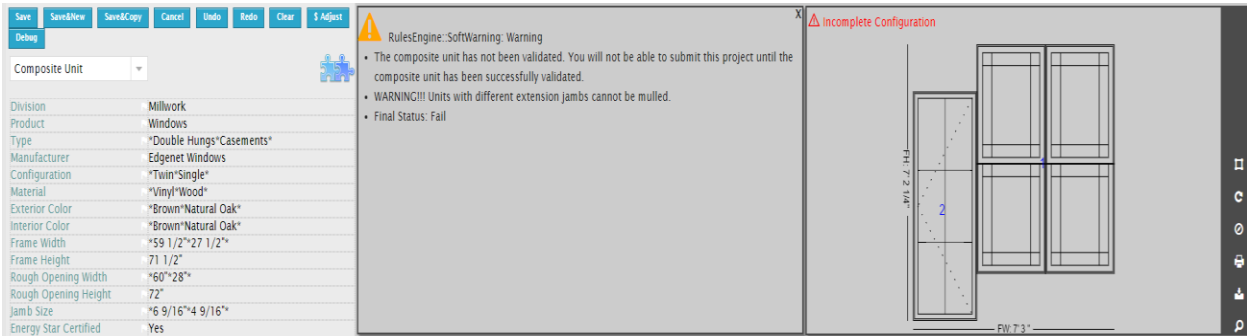 Save Save&New Save&Copy Cancel Undo Redo Clear $ Adjust
Debug
Composite Unit
Division Millwork
Product Windows
Type *Double Hungs*Casements*
Manufacturer Edgenet Windows
Configuration *Twin*Single*
Material *Vinyl*Wood*
Exterior Color *Brown*Natural Oak*
Interior Color *Brown*Natural Oak*
Frame Width *59 1/2"*27 1/2"*
Frame Height 71 1/2"
Rough Opening Width *60"*28"*
Rough Opening Height 72"
Jamb Size *6 9/16"*4 9/16"*
Energy Star Certified Yes
X
RulesEngine::SoftWarning: Warning
• The composite unit has not been validated. You will not be able to submit this project until the
composite unit has been successfully validated.
• WARNING!!! Units with different extension jambs cannot be mulled.
• Final Status: Fail
Incomplete Configuration
FH: 7' 2 1/4"
1
2
FW: 7' 3"